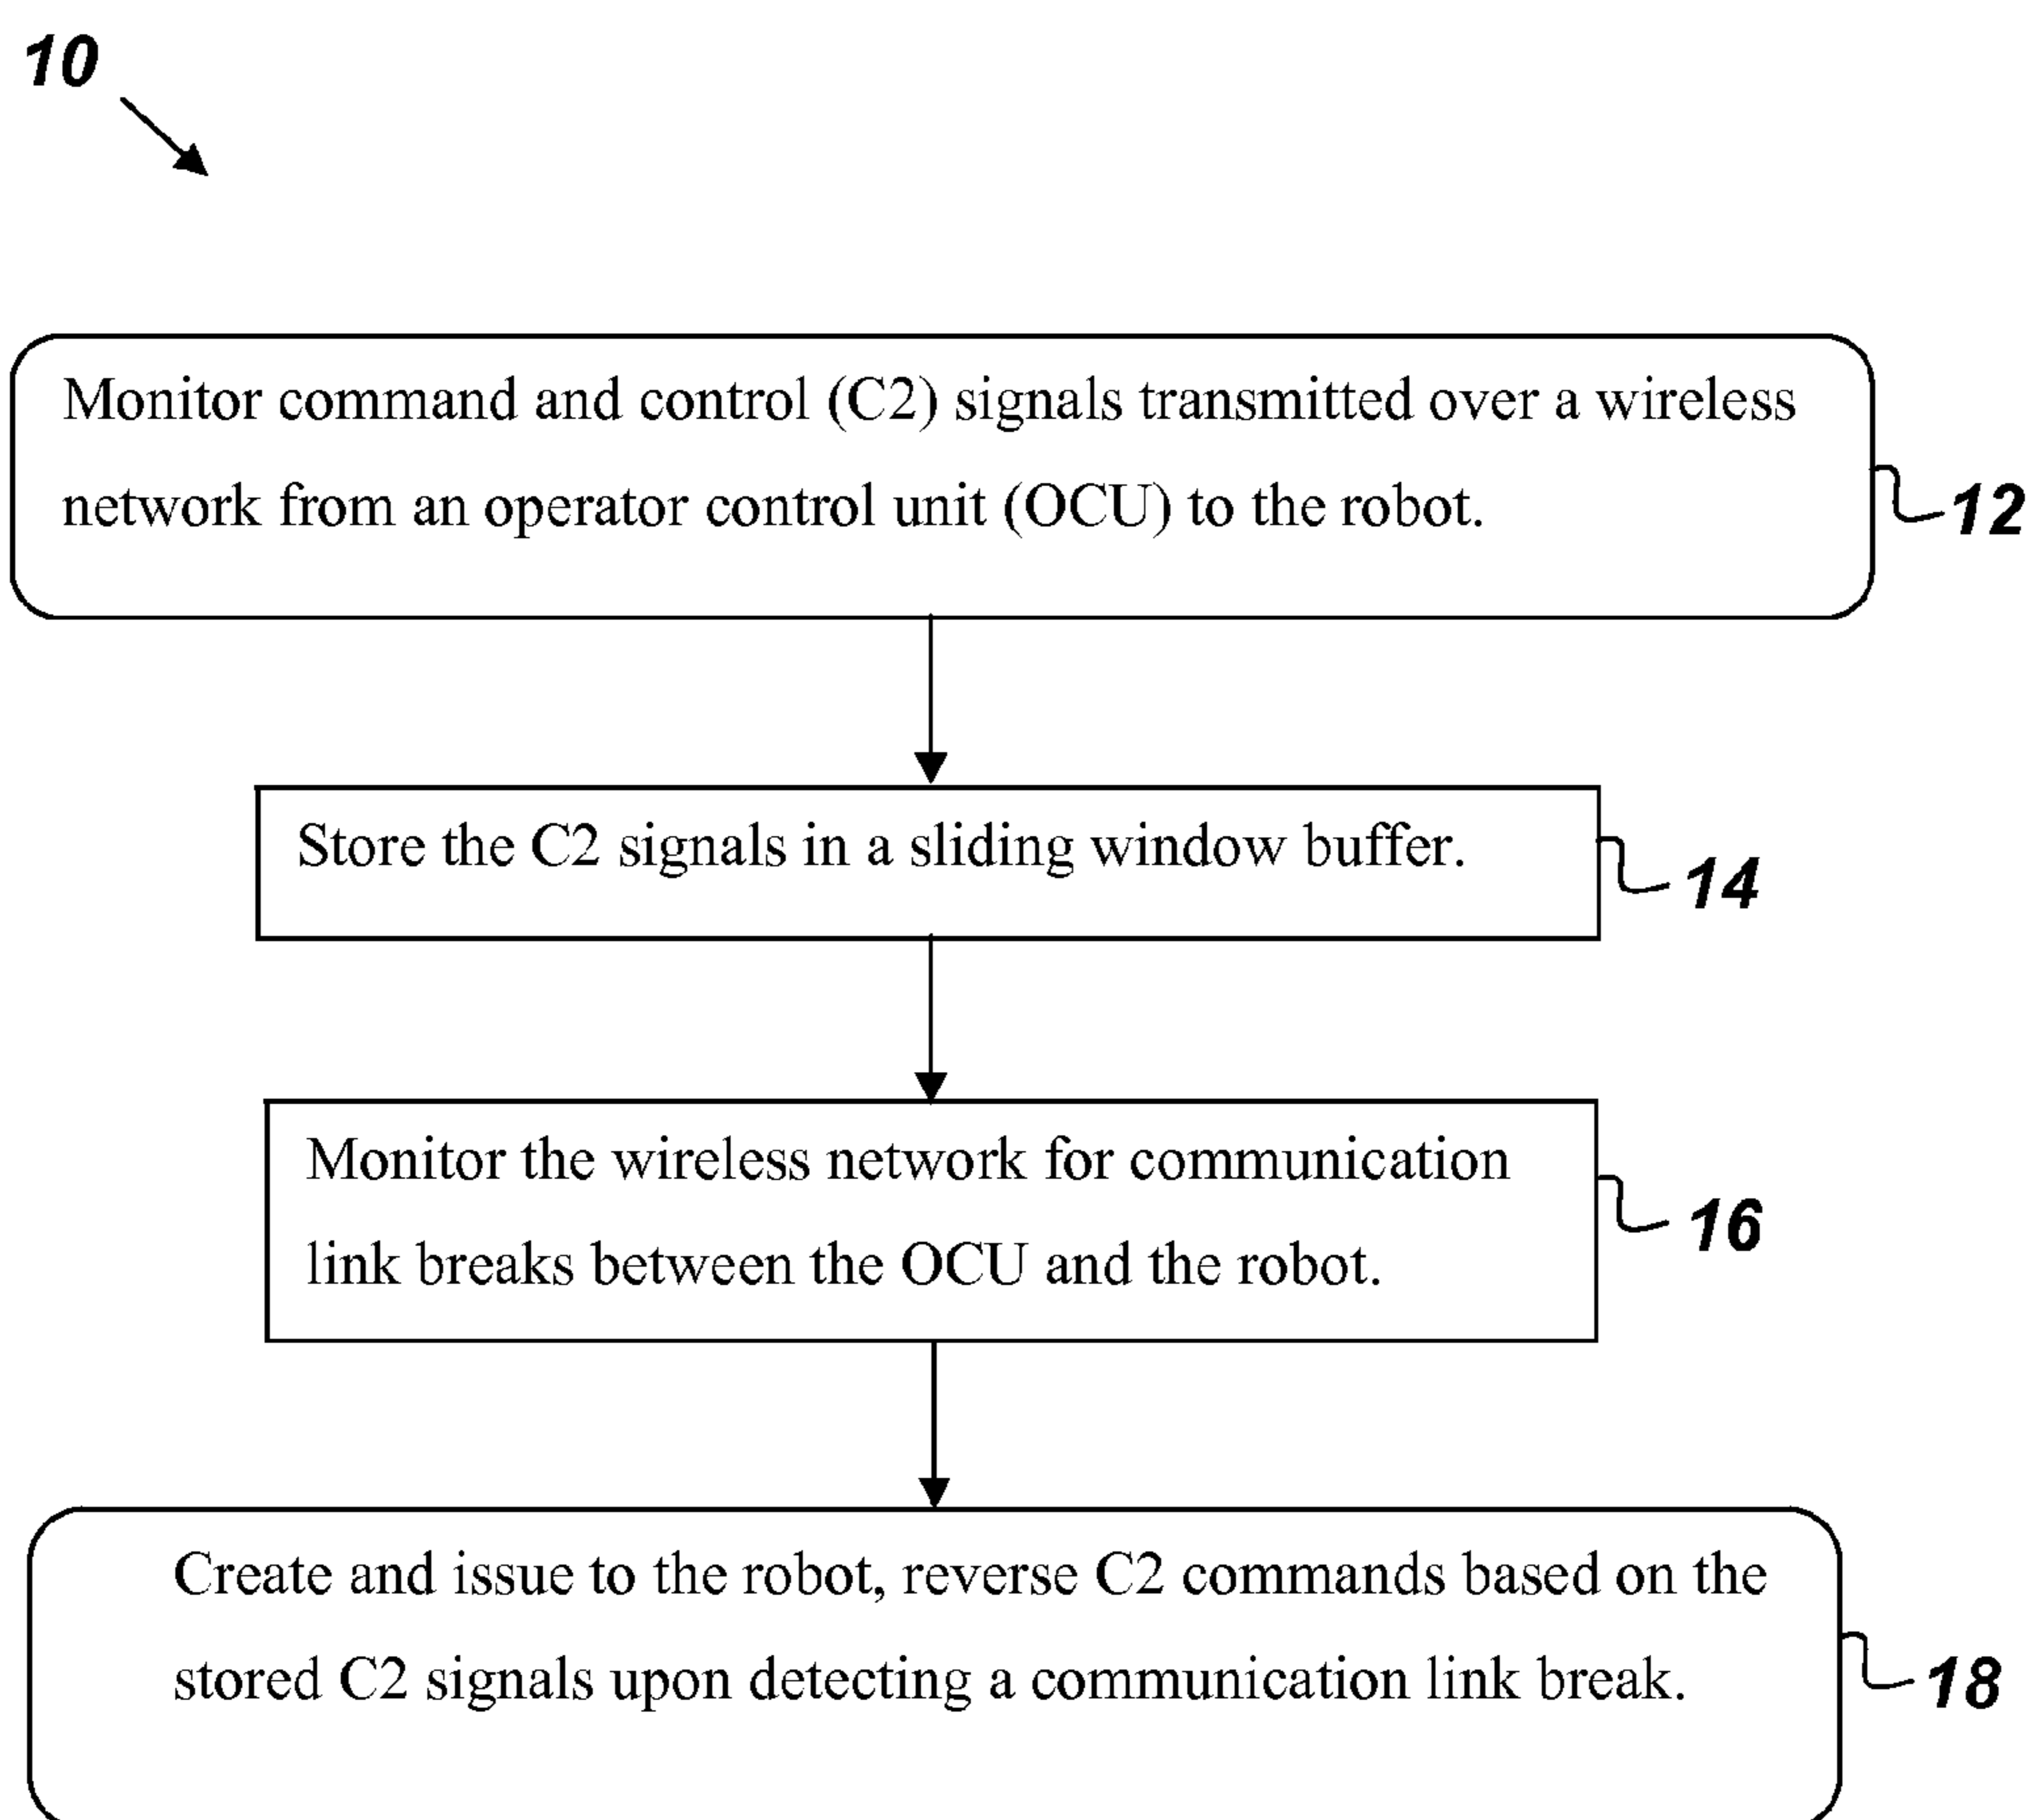 10
Monitor command and control (C2) signals transmitted over a wireless
network from an operator control unit (OCU) to the robot.
12
Store the C2 signals in a sliding window buffer.
14
Monitor the wireless network for communication
link breaks between the OCU and the robot.
16
Create and issue to the robot, reverse C2 commands based on the
stored C2 signals upon detecting a communication link break.
18